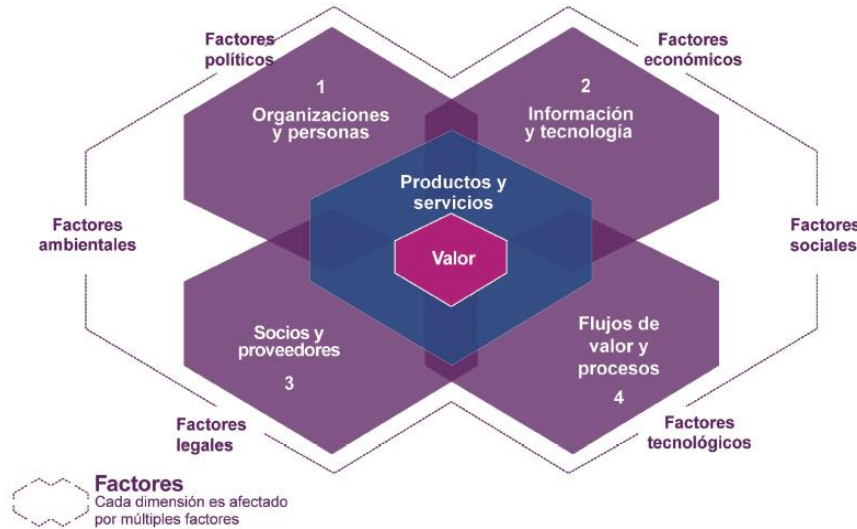 Factores
políticos
Factores
económicos
1
Organizaciones
y personas
2
Información
y tecnología
Productos y
servicios
Factores
ambientales
Valor
Factores
sociales
Socios y
proveedores
3
Flujos de
valor y
procesos
4
Factores
legales
Factores
tecnológicos
Factores
Cada dimensión es afectado
por múltiples factores